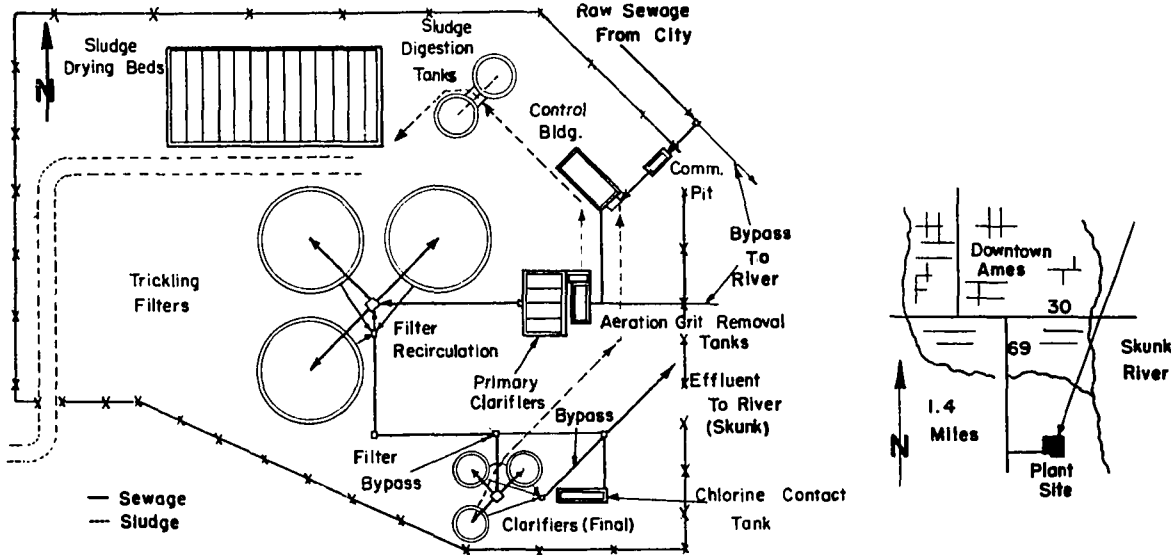 Raw Sewage
From City
Sludge
Drying Beds
Sludge
Digestion
Tanks
N
Control
Bldg.
Comm.
Pit
Bypass
To
River
Trickling
Filters
Filter
Recirculation
Aeration Grit Removal
Tanks
Primary
Clarifiers
Effluent
To River
(Skunk)
Bypass
Filter
Bypass
Chlorine Contact
Tank
Clarifiers (Final)
Sewage
Sludge
Downtown
Ames
30
69
Skunk
River
1.4
Miles
N
Plant
Site